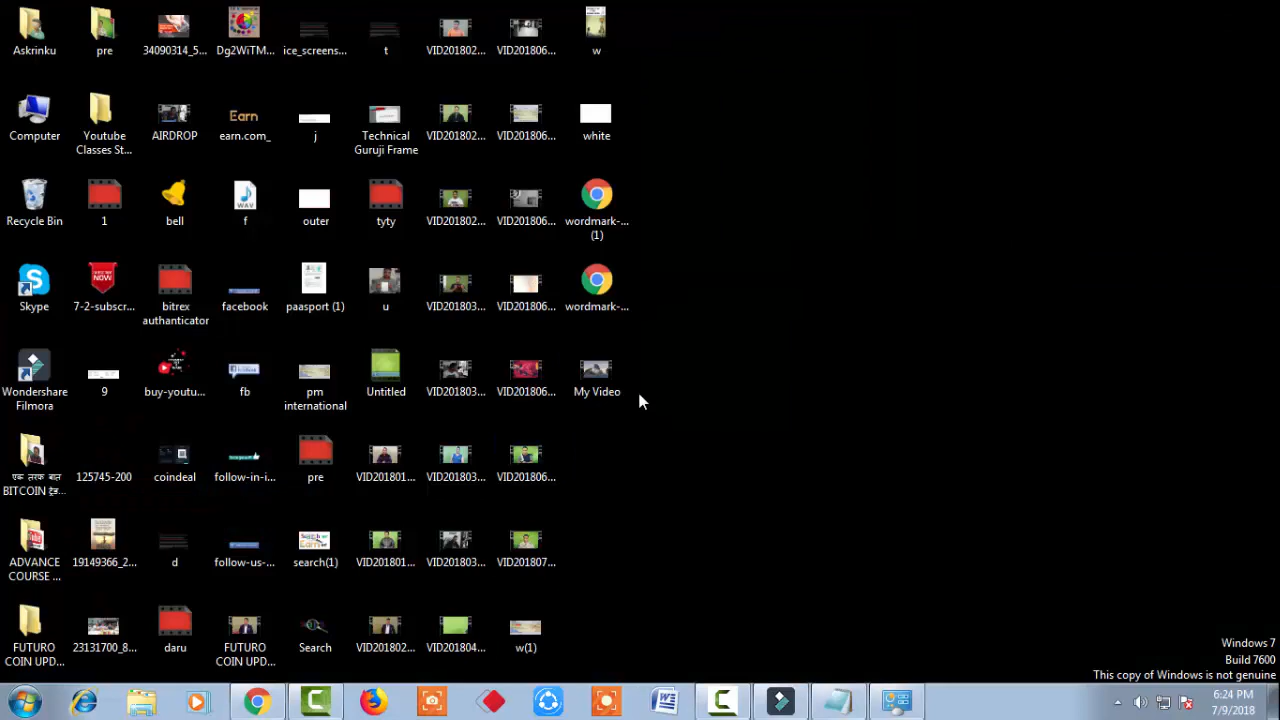 Askrinku
pre
34090314_5...
Dg2WiTM...
ice_screens...
t
VID201802...
VID201806...
w
Computer
Youtube
Classes St...
AIRDROP
Earn
earn.com_
j
Technical
Guruji Frame
VID201802...
VID201806...
white
Recycle Bin
1
bell
WAV
f
outer
tyty
VID201802...
VID201806...
wordmark-...
(1)
Skype
NOW
7-2-subscr...
bitrex
authanticator
facebook
paasport (1)
u
VID201803...
VID201806...
wordmark-...
Wondershare
Filmora
9
buy-youtu...
fb
pm
international
Untitled
VID201803...
VID201806...
My Video
एक तरफ बात
BITCOIN ट्रेड...
125745-200
coindeal
follow-in-i...
pre
VID201801...
VID201803...
VID201806...
ADVANCE
COURSE ...
19149366_2...
d
follow-us-...
search(1)
VID201801...
VID201803...
VID201807...
FUTURO
COIN UPD...
23131700_8...
daru
FUTURO
COIN UPD...
Search
VID201802...
VID201804...
w(1)
Windows 7
Build 7600
This copy of Windows is not genuine
6:24 PM
7/9/2018